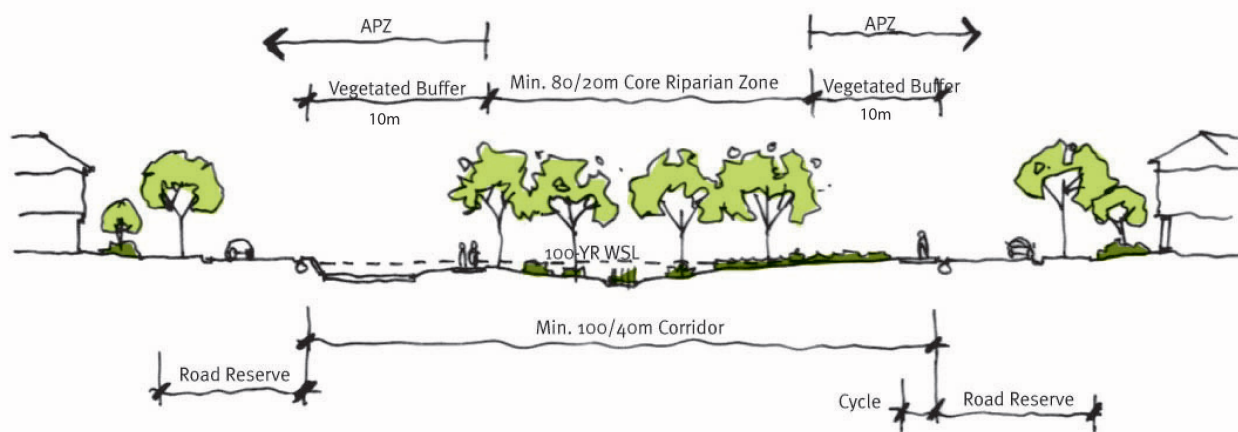 APZ
APZ
Vegetated Buffer
Min. 80/20m Core Riparian Zone
Vegetated Buffer
10m
10m
100-YR WSL
Min. 100/40m Corridor
Road Reserve
Cycle
Road Reserve